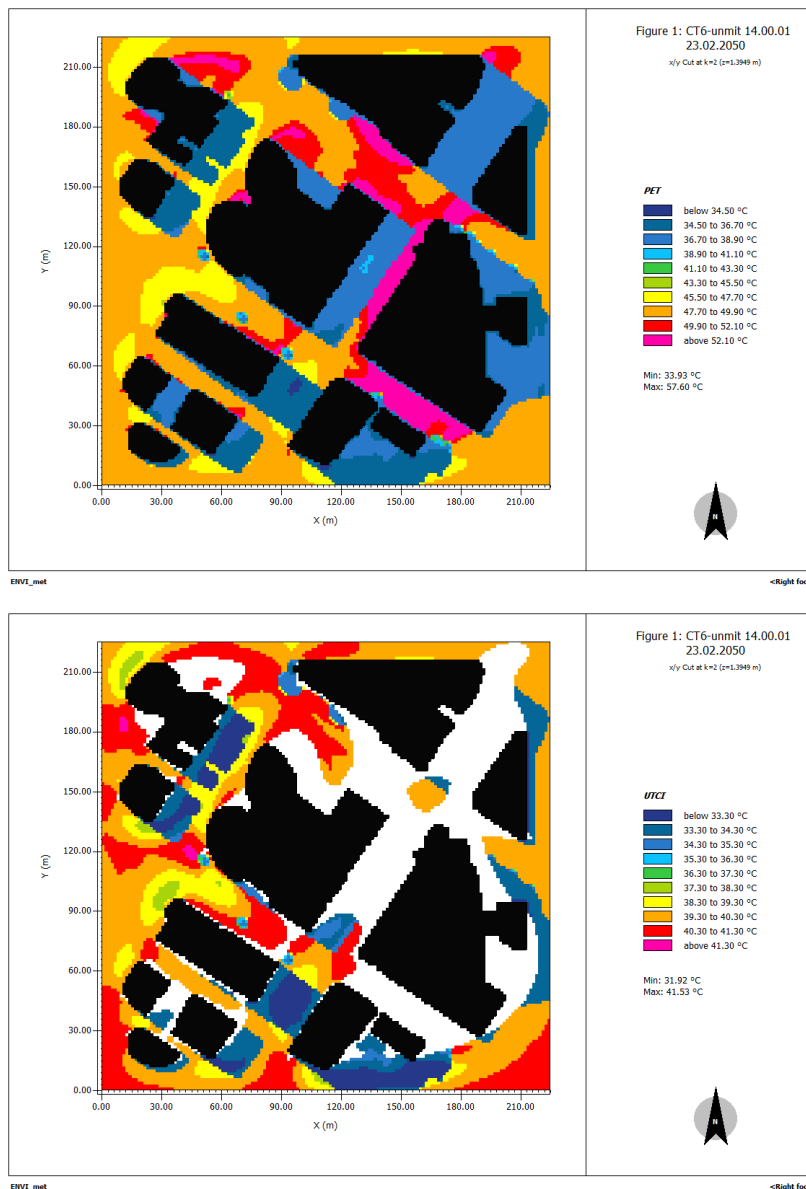 Figure 1: CT6-unmit 14.00.01
23.02.2050
x/y Cut at k=2 (z=1.3949 m)
210.00
180.00
150.00
120.00
90.00
60.00
30.00
0.00
Y (m)
0.00 30.00 60.00 90.00 120.00 150.00 180.00 210.00
X (m)
PET
below 34.50 °C
34.50 to 36.70 °C
36.70 to 38.90 °C
38.90 to 41.10 °C
41.10 to 43.30 °C
43.30 to 45.50 °C
45.50 to 47.70 °C
47.70 to 49.90 °C
49.90 to 52.10 °C
above 52.10 °C
Min: 33.93 °C
Max: 57.60 °C
N
ENVI_met
<Right foo
Figure 1: CT6-unmit 14.00.01
23.02.2050
x/y Cut at k=2 (z=1.3949 m)
210.00
180.00
150.00
120.00
90.00
60.00
30.00
0.00
Y (m)
0.00 30.00 60.00 90.00 120.00 150.00 180.00 210.00
X (m)
UTCI
below 33.30 °C
33.30 to 34.30 °C
34.30 to 35.30 °C
35.30 to 36.30 °C
36.30 to 37.30 °C
37.30 to 38.30 °C
38.30 to 39.30 °C
39.30 to 40.30 °C
40.30 to 41.30 °C
above 41.30 °C
Min: 31.92 °C
Max: 41.53 °C
N
ENVI_met
<Right foo